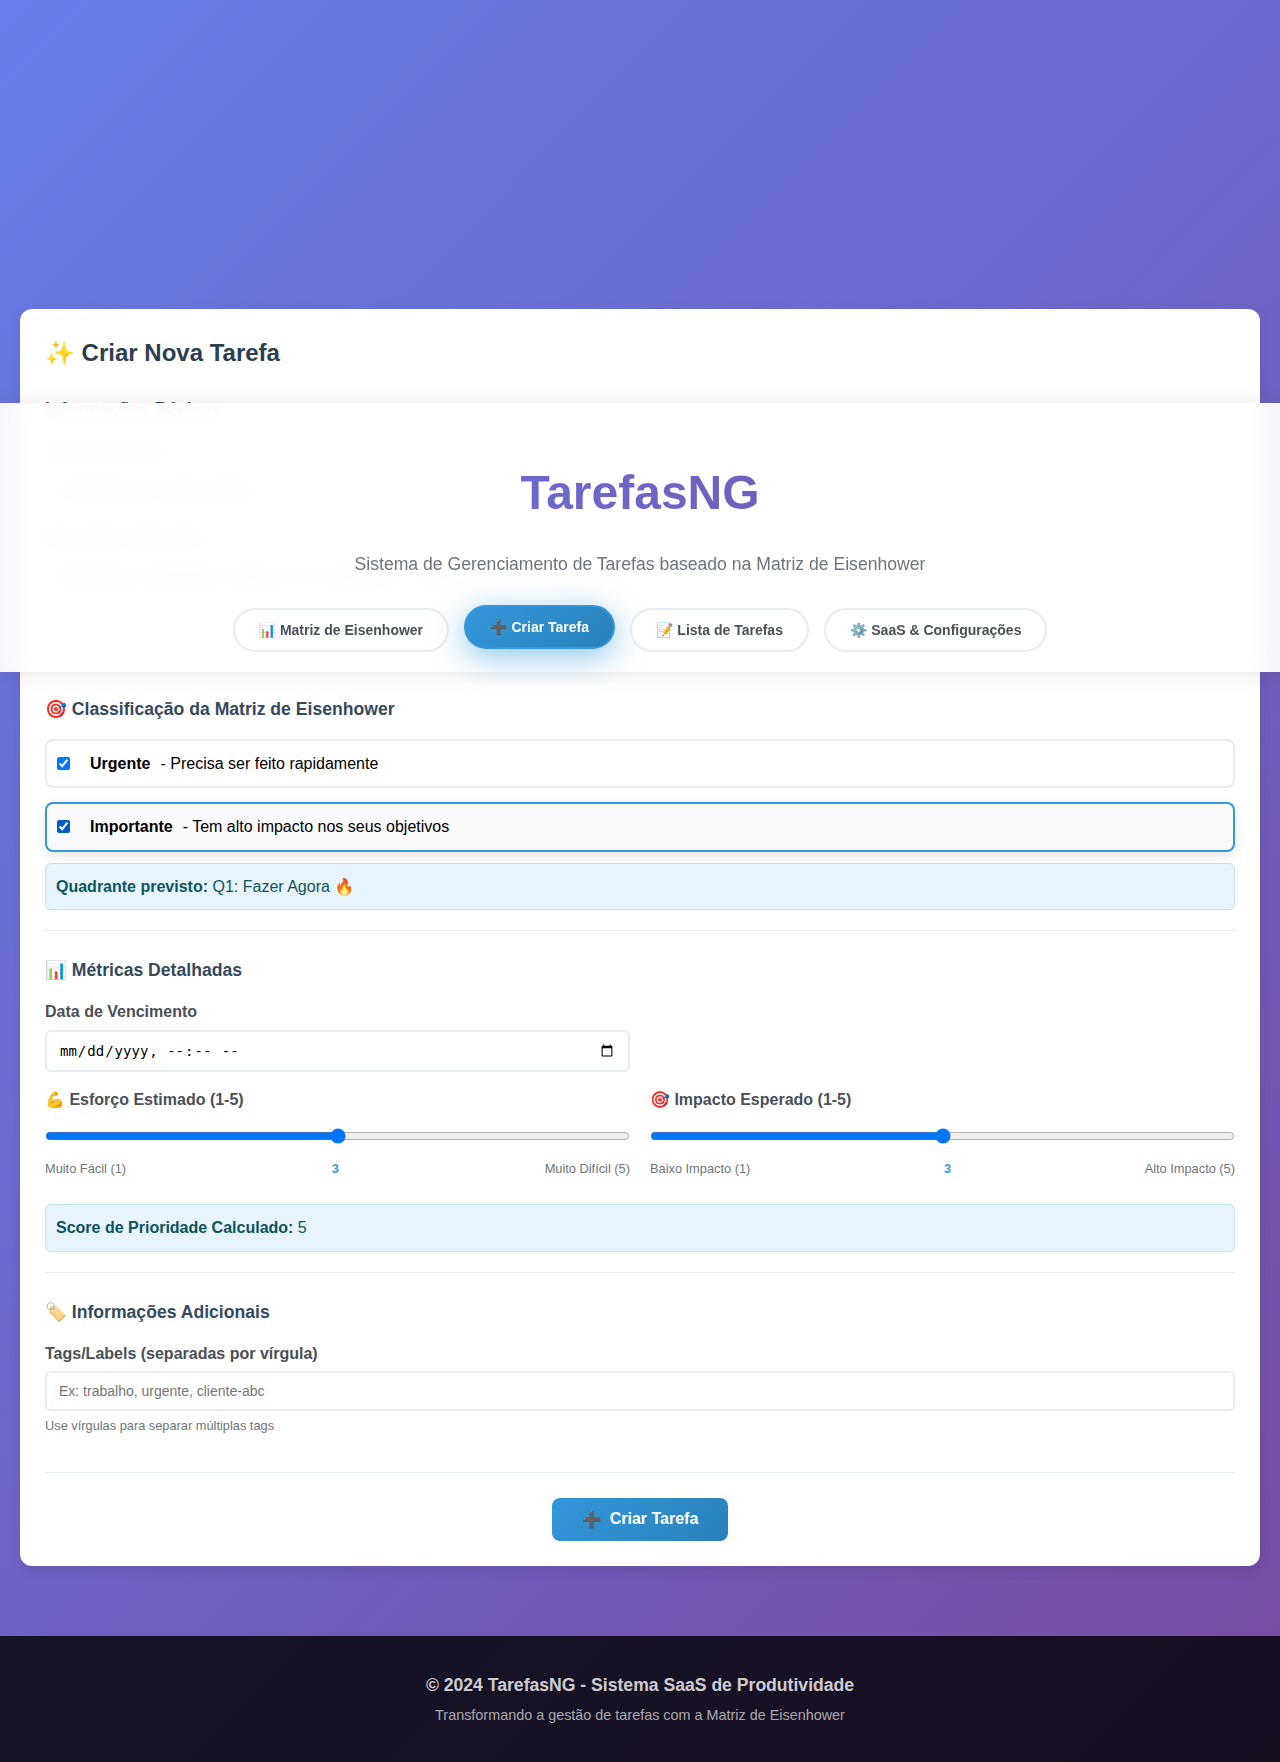 ✨ Criar Nova Tarefa
TarefasNG
Sistema de Gerenciamento de Tarefas baseado na Matriz de Eisenhower
📊 Matriz de Eisenhower
➕ Criar Tarefa
📝 Lista de Tarefas
⚙️ SaaS & Configurações
🎯 Classificação da Matriz de Eisenhower
Urgente - Precisa ser feito rapidamente
Importante - Tem alto impacto nos seus objetivos
Quadrante previsto: Q1: Fazer Agora 🔥
📊 Métricas Detalhadas
Data de Vencimento
mm/dd/yyyy, --:-- --
💪 Esforço Estimado (1-5)
Muito Fácil (1) 3 Muito Difícil (5)
🎯 Impacto Esperado (1-5)
Baixo Impacto (1) 3 Alto Impacto (5)
Score de Prioridade Calculado: 5
🏷️ Informações Adicionais
Tags/Labels (separadas por vírgula)
Ex: trabalho, urgente, cliente-abc
Use vírgulas para separar múltiplas tags
➕ Criar Tarefa
© 2024 TarefasNG - Sistema SaaS de Produtividade
Transformando a gestão de tarefas com a Matriz de Eisenhower